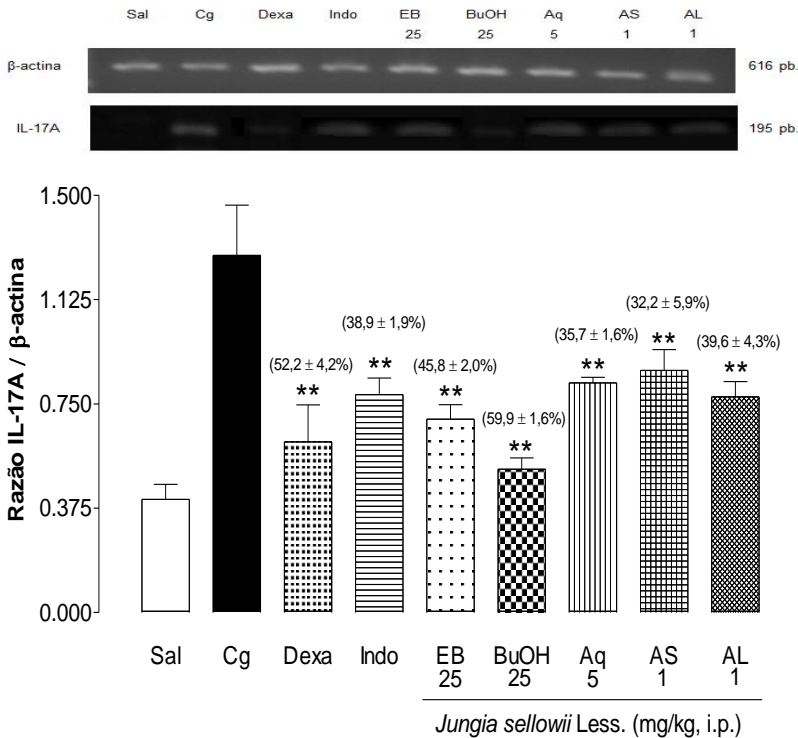 Sal Cg Dexa Indo EB BuOH Aq AS AL
25 25 5 1 1
β-actina 616 pb.
IL-17A 195 pb.
Razão IL-17A / β-actina
1.500
1.125
0.750
0.375
0.000
(52,2 ± 4,2%)
**
(38,9 ± 1,9%)
**
(45,8 ± 2,0%)
**
(59,9 ± 1,6%)
**
(35,7 ± 1,6%)
**
(32,2 ± 5,9%)
**
(39,6 ± 4,3%)
**
Sal Cg Dexa Indo EB BuOH Aq AS AL
25 25 5 1 1
Jungia sellowii Less. (mg/kg, i.p.)